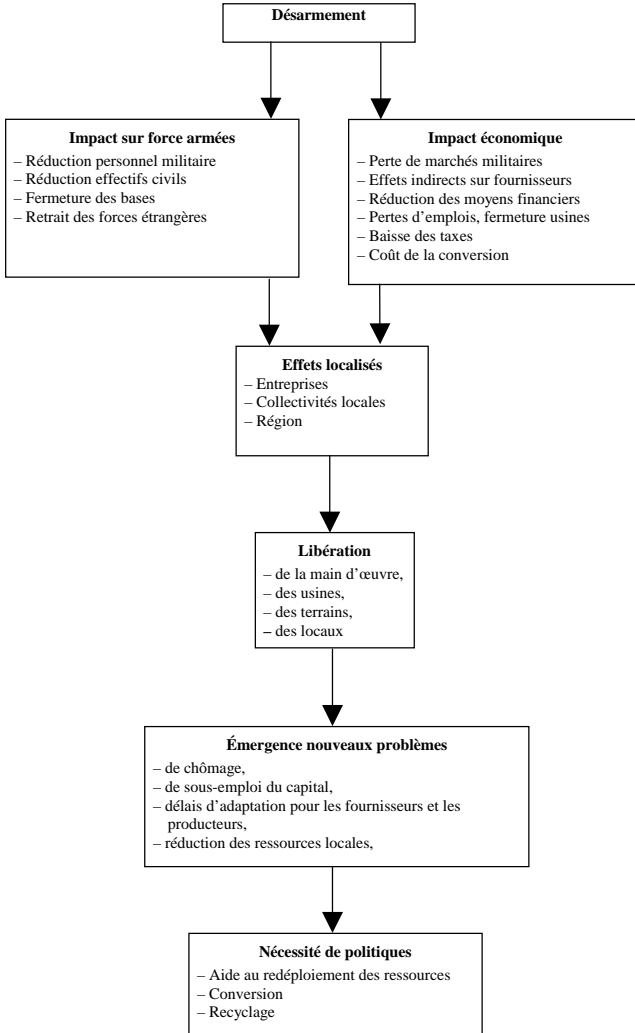 Désarmement
Impact sur force armées
– Réduction personnel militaire
– Réduction effectifs civils
– Fermeture des bases
– Retrait des forces étrangères
Impact économique
– Perte de marchés militaires
– Effets indirects sur fournisseurs
– Réduction des moyens financiers
– Pertes d’emplois, fermeture usines
– Baisse des taxes
– Coût de la conversion
Effets localisés
– Entreprises
– Collectivités locales
– Région
Libération
– de la main d’œuvre,
– des usines,
– des terrains,
– des locaux
Émergence nouveaux problèmes
– de chômage,
– de sous-emploi du capital,
– délais d’adaptation pour les fournisseurs et les
producteurs,
– réduction des ressources locales,
Nécessité de politiques
– Aide au redéploiement des ressources
– Conversion
– Recyclage